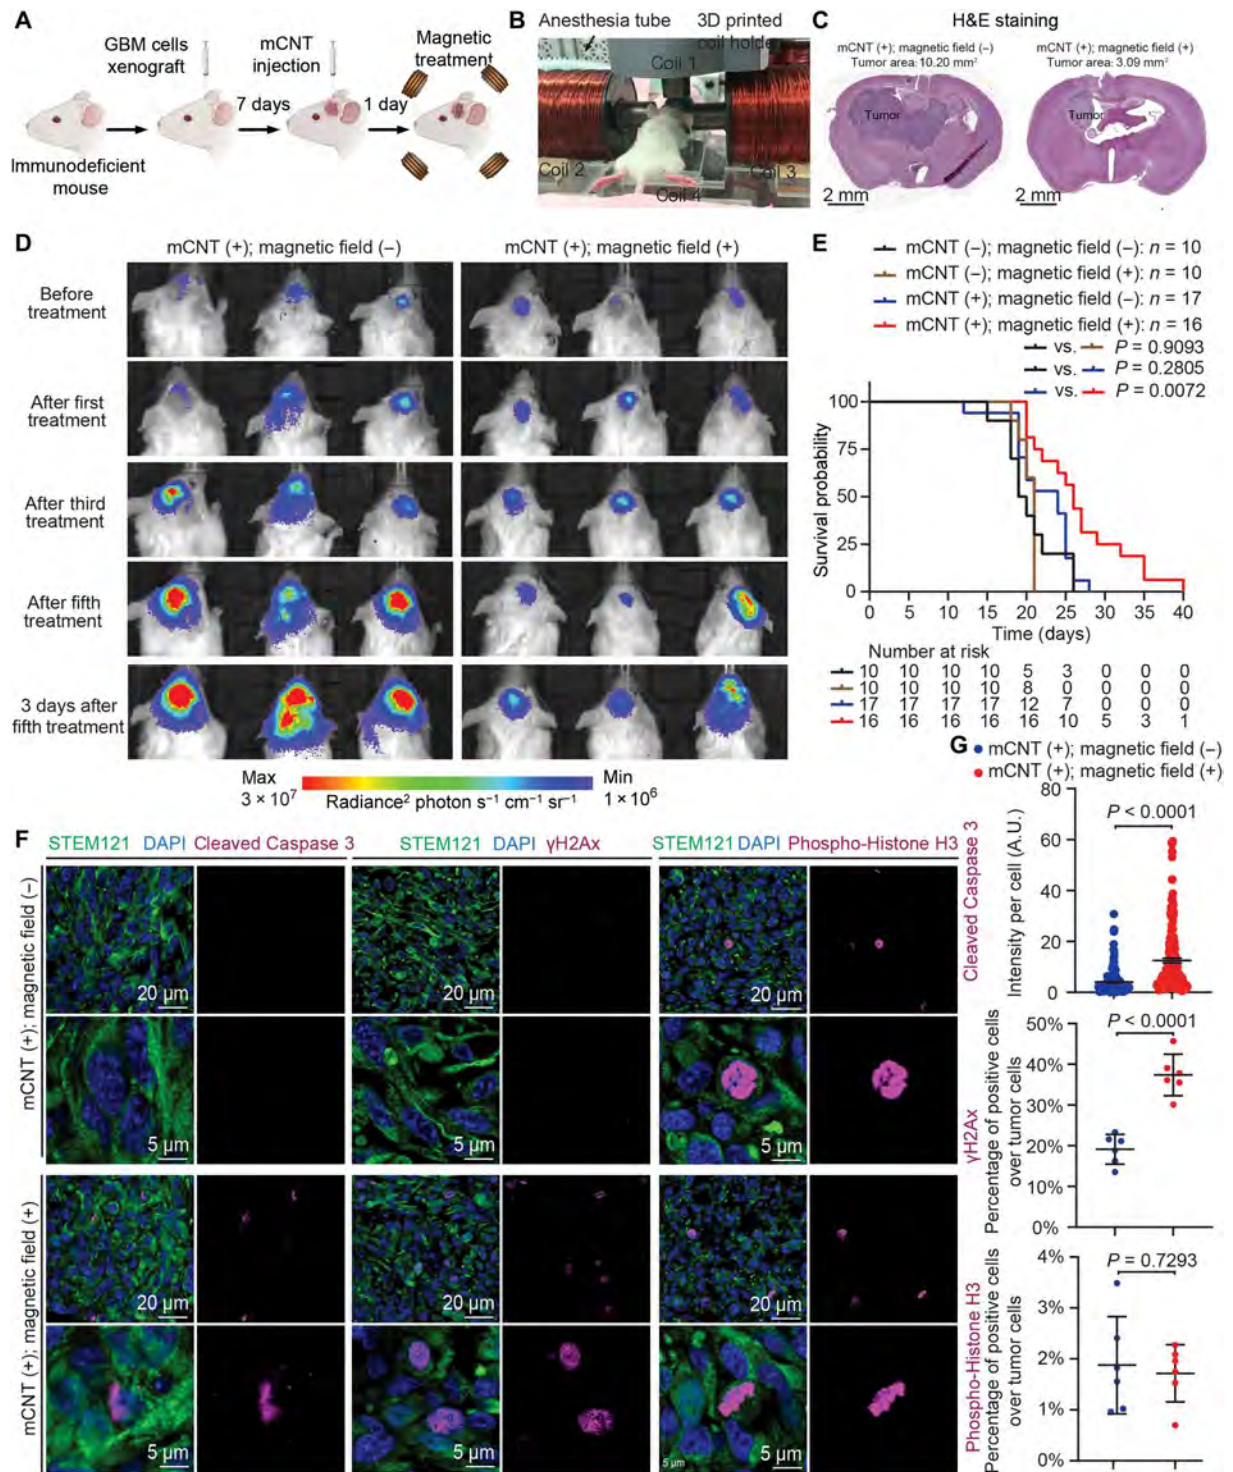 A
GBM cells
xenograft
mCNT
injection
Magnetic
treatment
7 days
1 day
Immunodeficient
mouse
B
Anesthesia tube
3D printed
coil holder
Coil 1
Coil 2
Coil 3
Coil 4
C
H&E staining
mCNT (+); magnetic field (–)
Tumor area: 10.20 mm²
mCNT (+); magnetic field (+)
Tumor area: 3.09 mm²
Tumor
Tumor
2 mm
2 mm
D
mCNT (+); magnetic field (–)
mCNT (+); magnetic field (+)
Before
treatment
After first
treatment
After third
treatment
After fifth
treatment
3 days after
fifth treatment
Max
3 × 10⁷
Radiance² photon s⁻¹ cm⁻¹ sr⁻¹
Min
1 × 10⁶
E
mCNT (–); magnetic field (–): n = 10
mCNT (–); magnetic field (+): n = 10
mCNT (+); magnetic field (–): n = 17
mCNT (+); magnetic field (+): n = 16
vs. P = 0.9093
vs. P = 0.2805
vs. P = 0.0072
Survival probability
100
75
50
25
0
0 5 10 15 20 25 30 35 40
Time (days)
Number at risk
10 10 10 10 5 3 0 0 0
10 10 10 10 8 0 0 0 0
17 17 17 17 12 7 0 0 0
16 16 16 16 16 10 5 3 1
F
STEM121 DAPI Cleaved Caspase 3
STEM121 DAPI γH2Ax
STEM121 DAPI Phospho-Histone H3
mCNT (+); magnetic field (–)
20 µm
20 µm
20 µm
5 µm
5 µm
5 µm
mCNT (+); magnetic field (+)
20 µm
20 µm
20 µm
5 µm
5 µm
5 µm
5 µm
G
mCNT (+); magnetic field (–)
mCNT (+); magnetic field (+)
Cleaved Caspase 3
Intensity per cell (A.U.)
80
60
40
20
0
P < 0.0001
γH2Ax
Percentage of positive cells
over tumor cells
50%
40%
30%
20%
10%
0%
P < 0.0001
Phospho-Histone H3
Percentage of positive cells
over tumor cells
4%
3%
2%
1%
0%
P = 0.7293